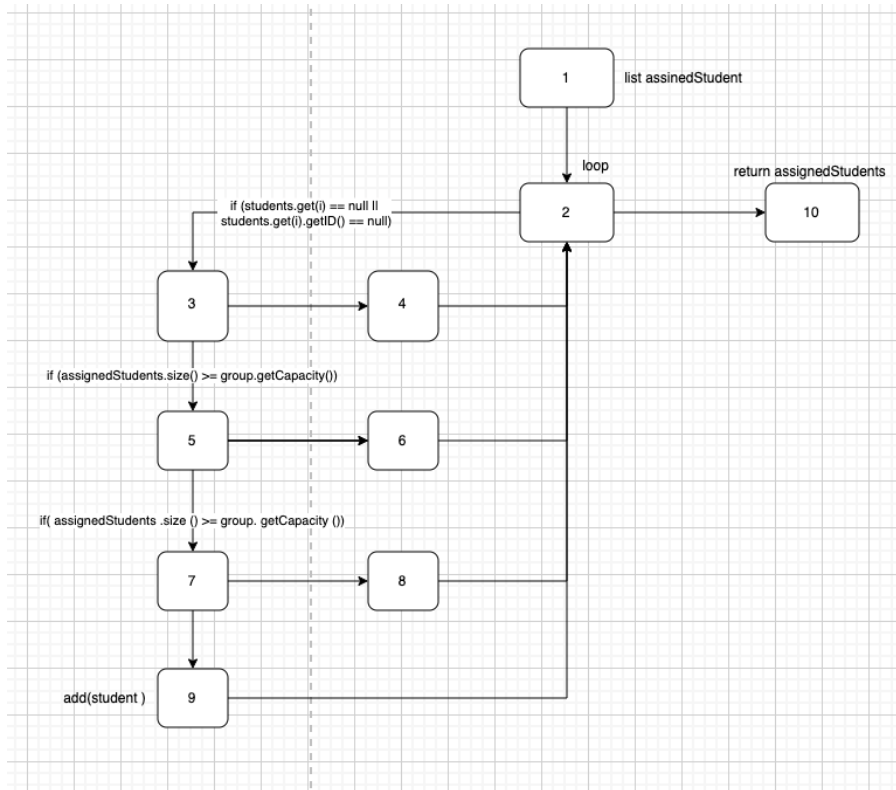 1
list assinedStudent
loop
return assignedStudents
if (students.get(i) == null ll
students.get(i).getID() == null)
2
10
3
4
if (assignedStudents.size() >= group.getCapacity())
5
6
if( assignedStudents .size () >= group. getCapacity ())
7
8
add(student )
9